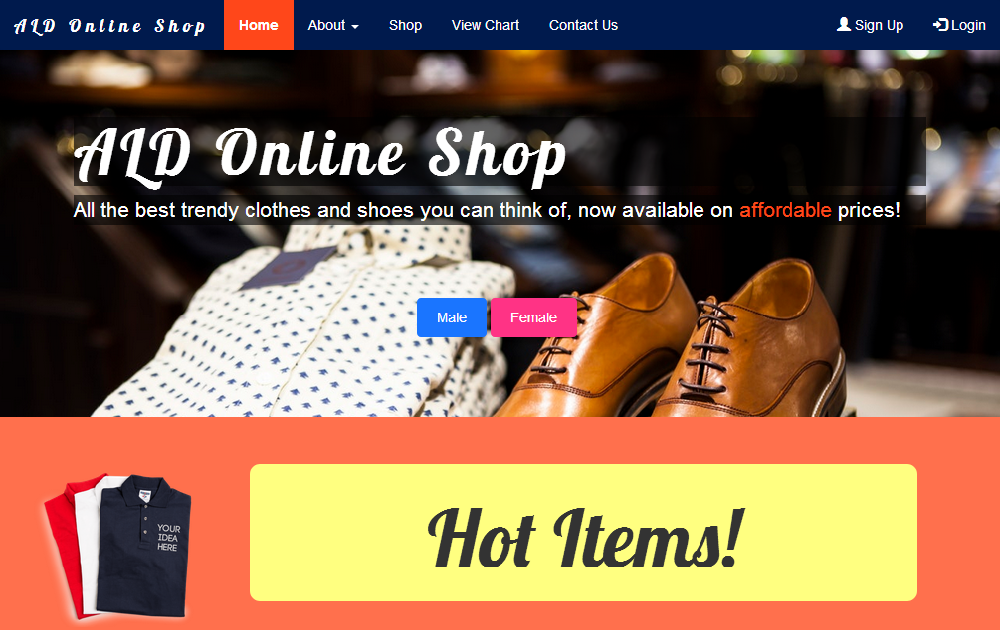 ALD Online Shop
Home
About
Shop
View Chart
Contact Us
Sign Up
Login
ALD Online Shop
All the best trendy clothes and shoes you can think of, now available on affordable prices!
Male
Female
YOUR
IDEA
HERE
Hot Items!